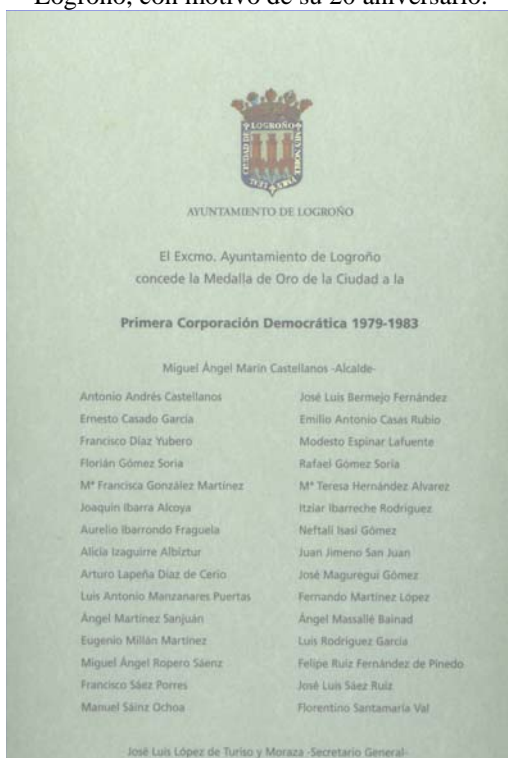 Logroño, con motivo de su 20 aniversario.
LOGROÑO
AYUNTAMIENTO DE LOGROÑO
El Excmo. Ayuntamiento de Logroño
concede la Medalla de Oro de la Ciudad a la
Primera Corporación Democrática 1979-1983
Miguel Ángel Marín Castellanos -Alcalde-
Antonio Andrés Castellanos José Luis Bermejo Fernández
Ernesto Casado García Emilio Antonio Casas Rubio
Francisco Díaz Yubero Modesto Espinar Lafuente
Florián Gómez Soria Rafael Gómez Soria
Mª Francisca González Martínez Mª Teresa Hernández Alvarez
Joaquín Ibarra Alcoya Itziar Ibarreche Rodríguez
Aurelio Ibarrondo Fraguela Neftalí Isasi Gómez
Alicia Izaguirre Albiztur Juan Jimeno San Juan
Arturo Lapeña Díaz de Cerio José Maguregui Gómez
Luis Antonio Manzanares Puertas Fernando Martínez López
Ángel Martínez Sanjuán Ángel Massallé Bainad
Eugenio Millán Martínez Luis Rodríguez García
Miguel Ángel Ropero Sáenz Felipe Ruiz Fernández de Pinedo
Francisco Sáez Porres José Luis Sáez Ruiz
Manuel Sáinz Ochoa Florentino Santamaría Val
José Luis López de Turiso y Moraza -Secretario General-